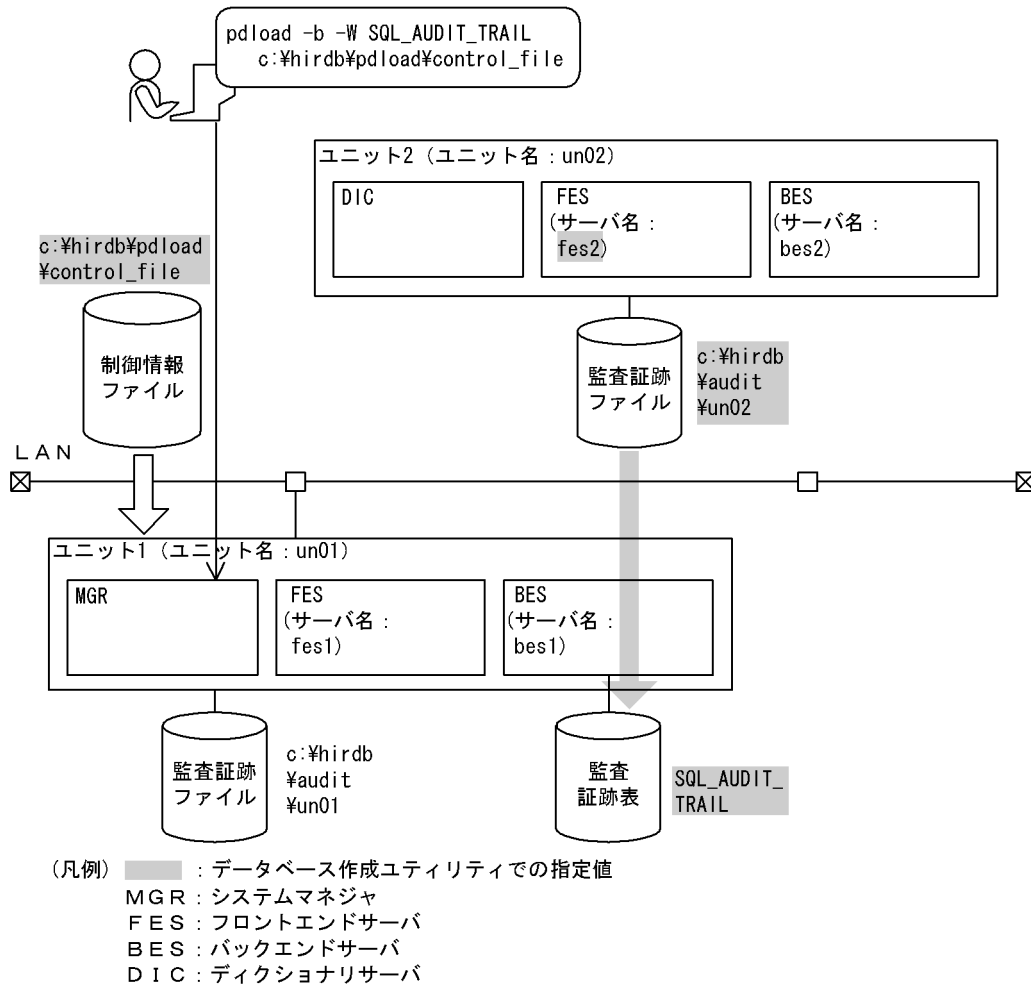 pdload -b -W SQL_AUDIT_TRAIL
c:¥hirdb¥pdload¥control_file
ユニット2（ユニット名：un02）
DIC
FES
(サーバ名：
fes2)
BES
(サーバ名：
bes2)
c:¥hirdb¥pdload
¥control_file
制御情報
ファイル
監査証跡
ファイル
c:¥hirdb
¥audit
¥un02
ＬＡＮ
ユニット1（ユニット名：un01）
MGR
FES
(サーバ名：
fes1)
BES
(サーバ名：
bes1)
監査証跡
ファイル
c:¥hirdb
¥audit
¥un01
監査
証跡表
SQL_AUDIT_
TRAIL
（凡例） ：データベース作成ユティリティでの指定値
ＭＧＲ：システムマネジャ
ＦＥＳ：フロントエンドサーバ
ＢＥＳ：バックエンドサーバ
ＤＩＣ：ディクショナリサーバ